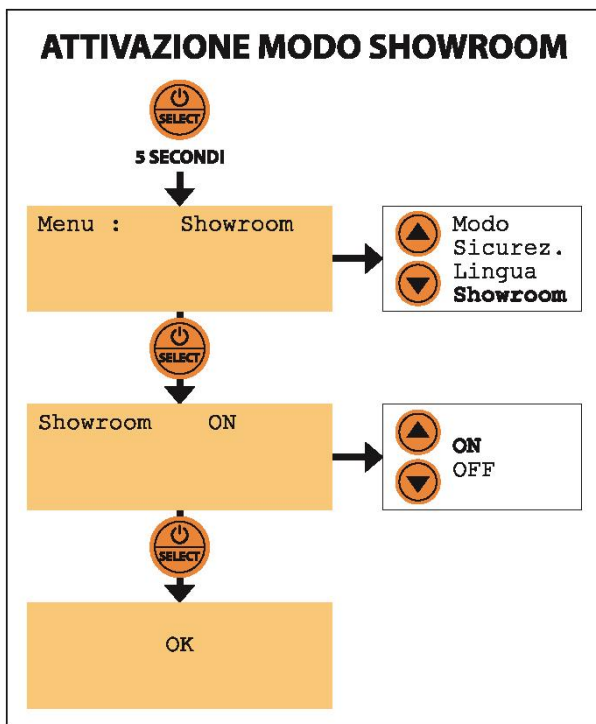 ATTIVAZIONE MODO SHOWROOM
SELECT
5 SECONDI
Menu : Showroom
Modo
Sicurez.
Lingua
Showroom
SELECT
Showroom ON
ON
OFF
SELECT
OK